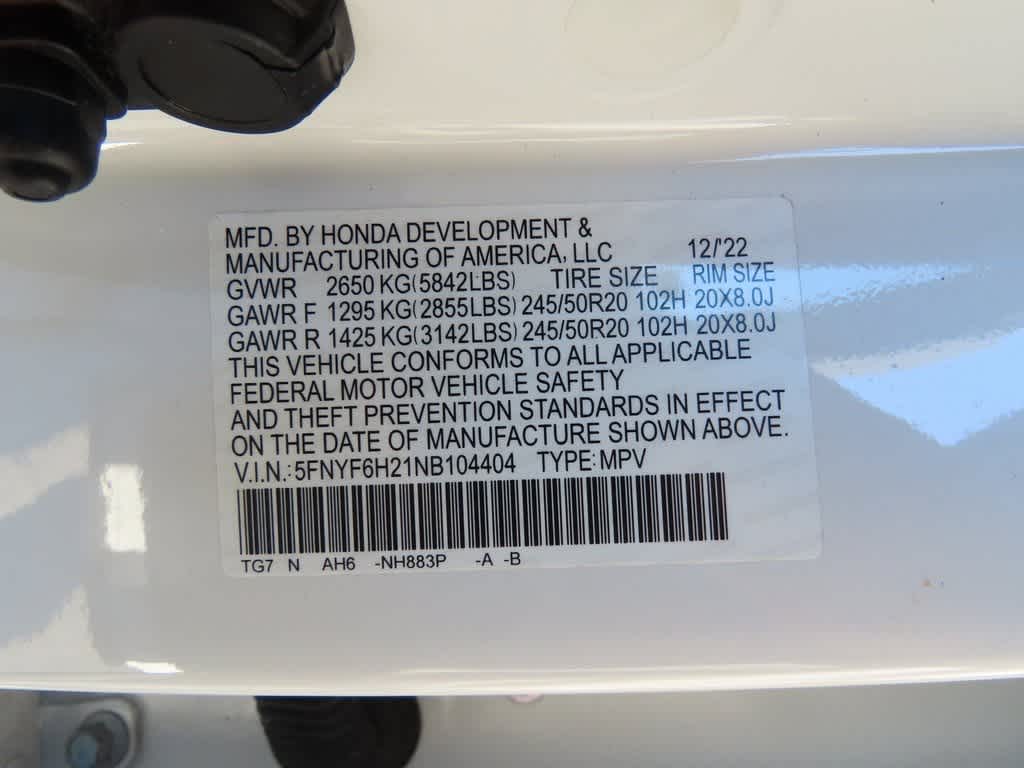 MFD. BY HONDA DEVELOPMENT &
MANUFACTURING OF AMERICA, LLC 12/'22
GVWR 2650 KG(5842LBS) TIRE SIZE RIM SIZE
GAWR F 1295 KG(2855LBS) 245/50R20 102H 20X8.0J
GAWR R 1425 KG(3142LBS) 245/50R20 102H 20X8.0J
THIS VEHICLE CONFORMS TO ALL APPLICABLE
FEDERAL MOTOR VEHICLE SAFETY
AND THEFT PREVENTION STANDARDS IN EFFECT
ON THE DATE OF MANUFACTURE SHOWN ABOVE.
V.I.N.:5FNYF6H21NB104404 TYPE:MPV
TG7 N AH6 -NH883P -A -B